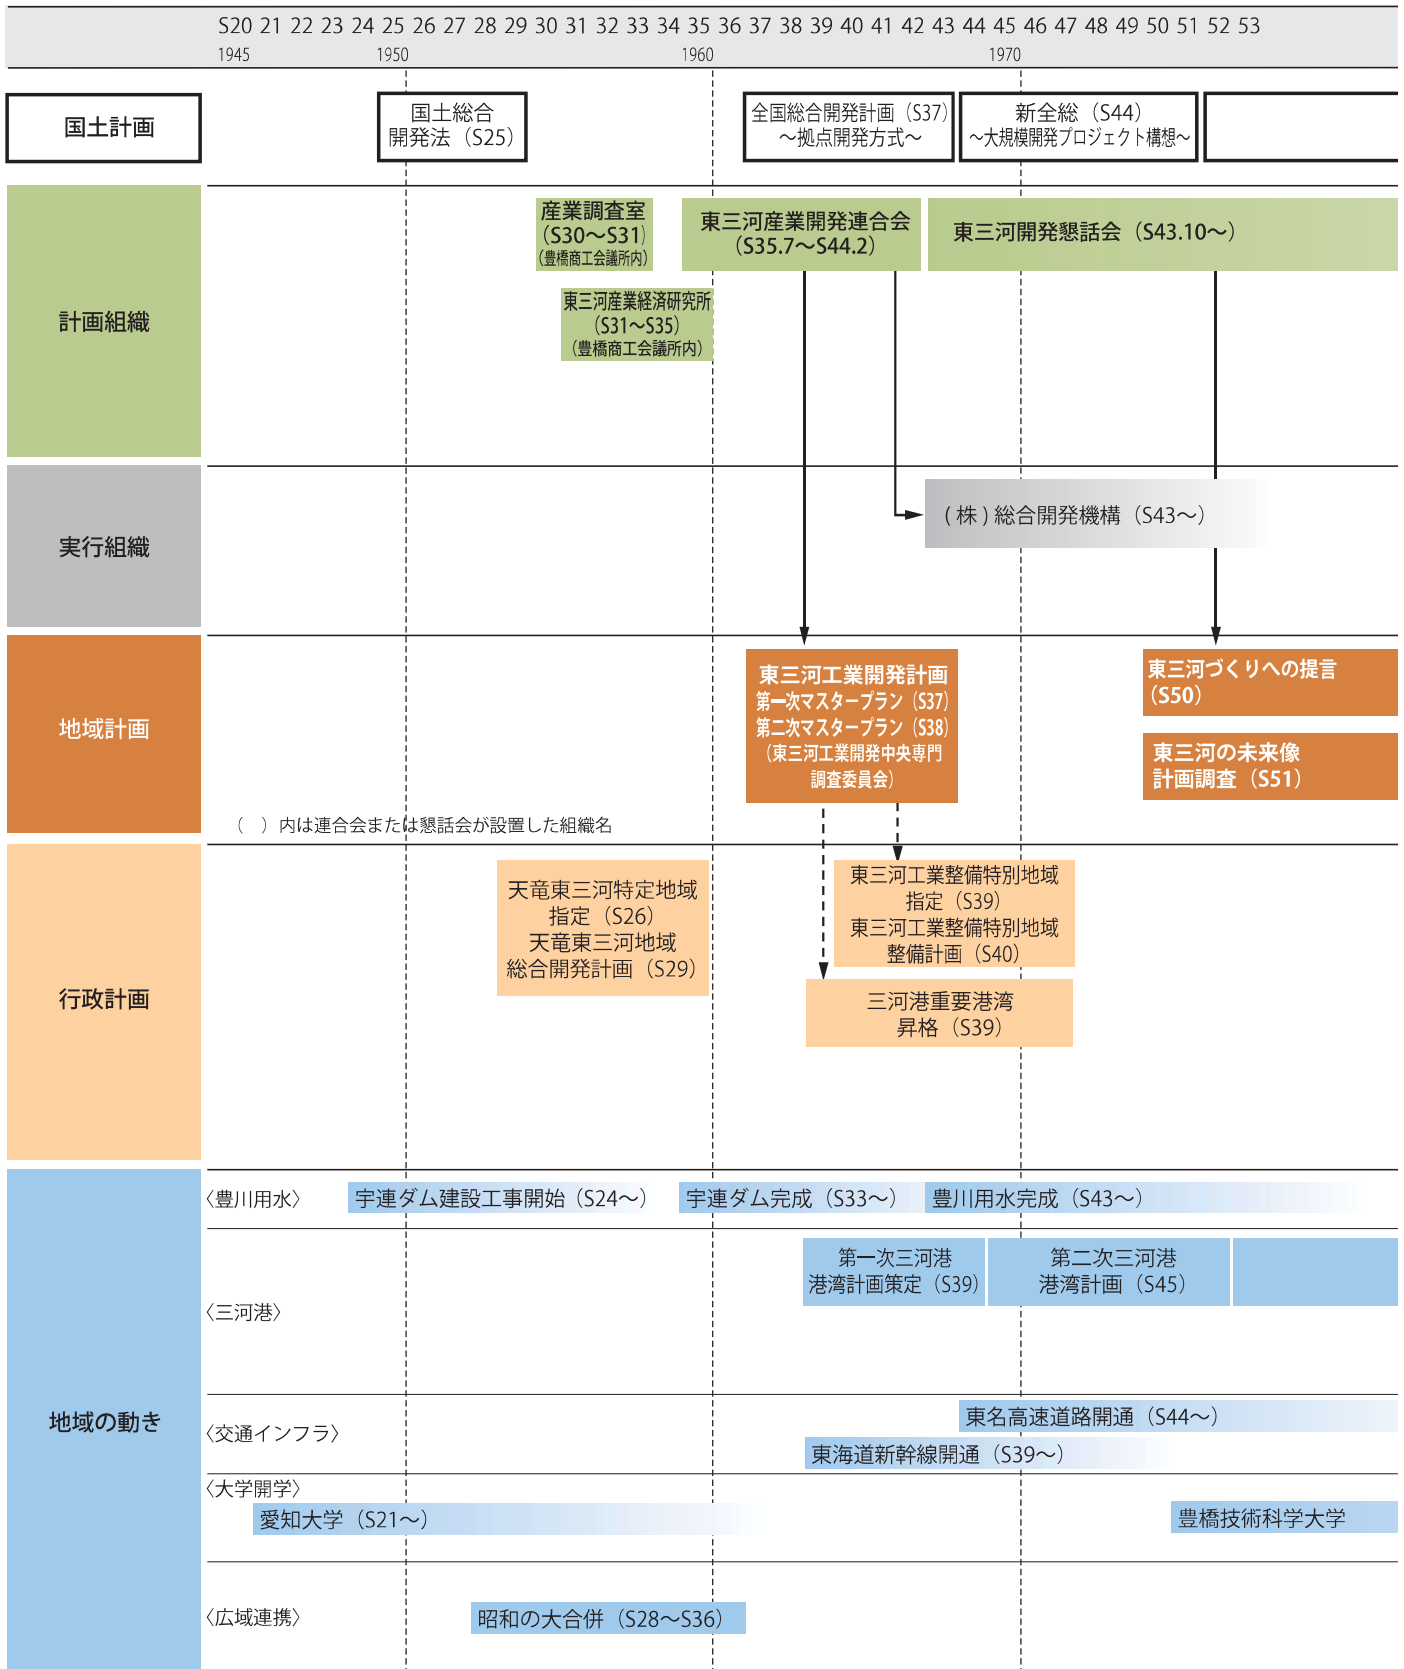 S20 21 22 23 24 25 26 27 28 29 30 31 32 33 34 35 36 37 38 39 40 41 42 43 44 45 46 47 48 49 50 51 52 53
1945 1950 1960 1970
国土計画
国土総合
開発法（S25）
全国総合開発計画（S37）
～拠点開発方式～
新全総（S44）
～大規模開発プロジェクト構想～
計画組織
産業調査室
（S30～S31）
（豊橋商工会議所内）
東三河産業経済研究所
（S31～S35）
（豊橋商工会議所内）
東三河産業開発連合会
（S35.7～S44.2）
東三河開発懇話会（S43.10～）
実行組織
(株)総合開発機構（S43～）
地域計画
東三河工業開発計画
第一次マスタープラン（S37）
第二次マスタープラン（S38）
（東三河工業開発中央専門
調査委員会）
東三河づくりへの提言
（S50）
東三河の未来像
計画調査（S51）
（　）内は連合会または懇話会が設置した組織名
行政計画
天竜東三河特定地域
指定（S26）
天竜東三河地域
総合開発計画（S29）
東三河工業整備特別地域
指定（S39）
東三河工業整備特別地域
整備計画（S40）
三河港重要港湾
昇格（S39）
地域の動き
〈豊川用水〉
宇連ダム建設工事開始（S24～）
宇連ダム完成（S33～）
豊川用水完成（S43～）
〈三河港〉
第一次三河港
港湾計画策定（S39）
第二次三河港
港湾計画（S45）
〈交通インフラ〉
東名高速道路開通（S44～）
東海道新幹線開通（S39～）
〈大学開学〉
愛知大学（S21～）
豊橋技術科学大学
〈広域連携〉
昭和の大合併（S28～S36）